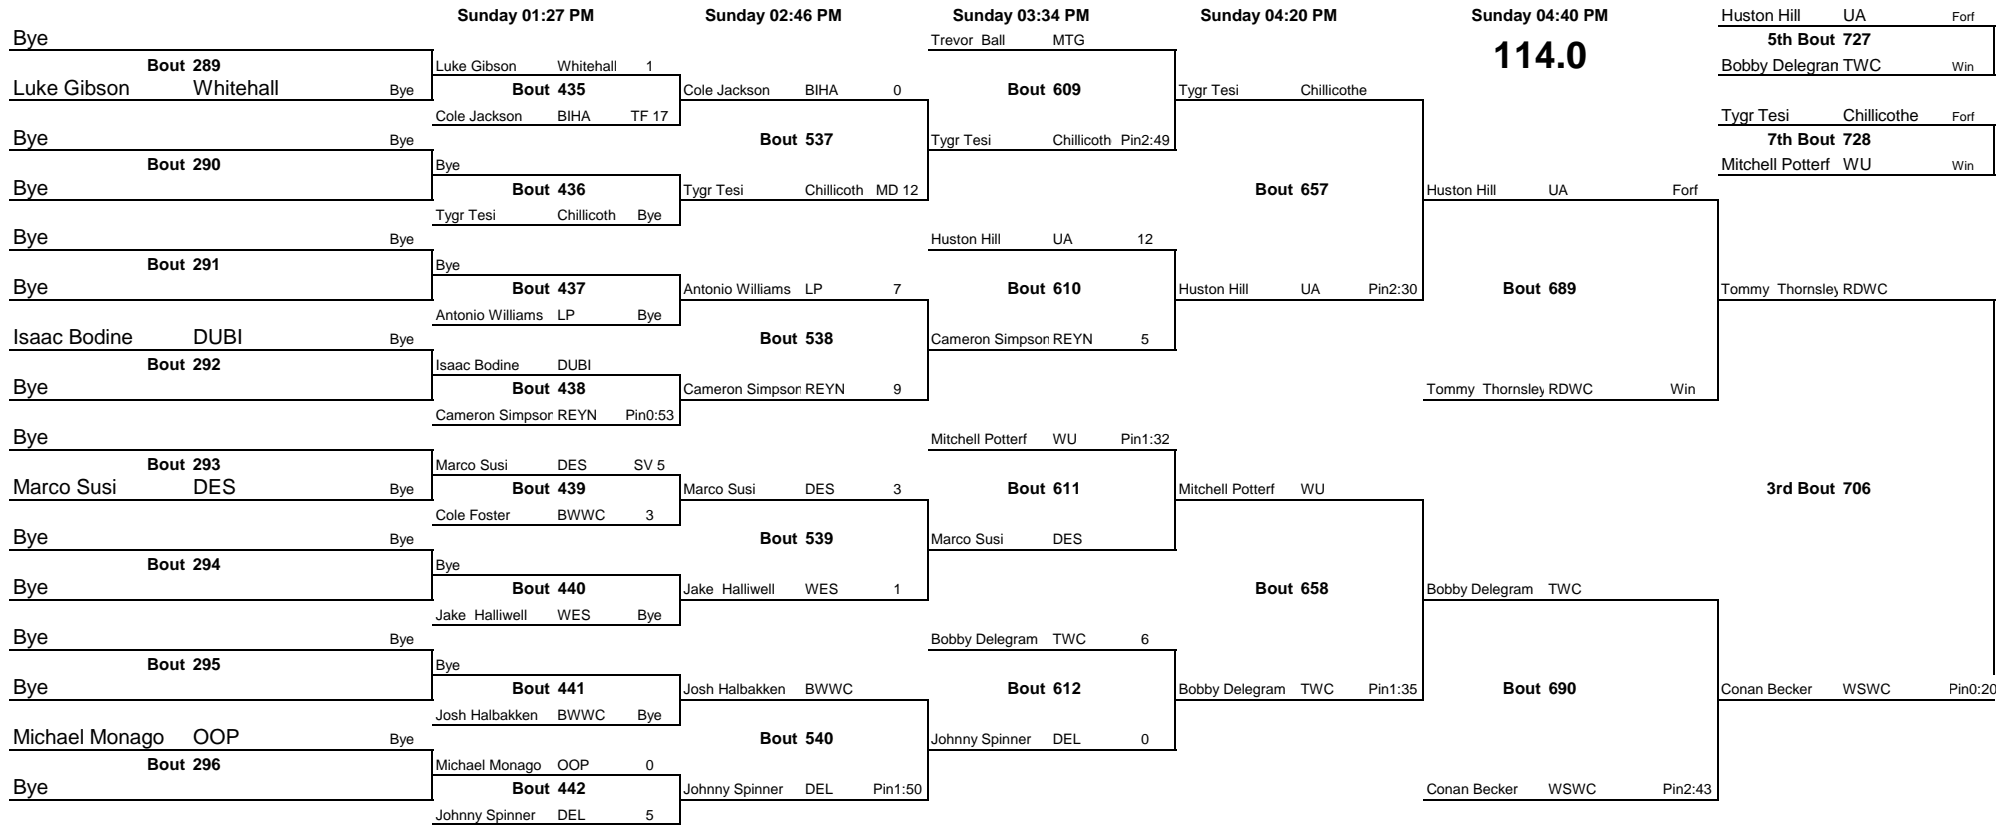 Sunday 01:27 PM Sunday 02:46 PM Sunday 03:34 PM Sunday 04:20 PM Sunday 04:40 PM Huston Hill UA Forf
Bye Trevor Ball MTG 114.0 5th Bout 727
Bout 289 Luke Gibson Whitehall 1 Bobby Delegran TWC Win
Luke Gibson Whitehall Bye Bout 435 Cole Jackson BIHA 0 Bout 609 Tygr Tesi Chillicothe
Cole Jackson BIHA TF 17 Tygr Tesi Chillicothe Forf
Bye Bye Bout 537 Tygr Tesi Chillicoth Pin2:49 7th Bout 728
Bout 290 Bye Mitchell Potterf WU Win
Bye Bout 436 Tygr Tesi Chillicoth MD 12 Bout 657 Huston Hill UA Forf
Tygr Tesi Chillicoth Bye
Bye Bye Huston Hill UA 12
Bout 291 Bye
Bye Bout 437 Antonio Williams LP 7 Bout 610 Huston Hill UA Pin2:30 Bout 689 Tommy Thornsley RDWC
Antonio Williams LP Bye
Isaac Bodine DUBI Bye Bout 538 Cameron Simpson REYN 5
Bout 292 Isaac Bodine DUBI
Bye Bout 438 Cameron Simpson REYN 9 Tommy Thornsley RDWC Win
Cameron Simpsor REYN Pin0:53
Bye Mitchell Potterf WU Pin1:32
Bout 293 Marco Susi DES SV 5
Marco Susi DES Bye Bout 439 Marco Susi DES 3 Bout 611 Mitchell Potterf WU 3rd Bout 706
Cole Foster BWWC 3
Bye Bye Bout 539 Marco Susi DES
Bout 294 Bye
Bye Bout 440 Jake Halliwell WES 1 Bout 658 Bobby Delegram TWC
Jake Halliwell WES Bye
Bye Bye Bobby Delegram TWC 6
Bout 295 Bye
Bye Bout 441 Josh Halbakken BWWC Bout 612 Bobby Delegram TWC Pin1:35 Bout 690 Conan Becker WSWC Pin0:20
Josh Halbakken BWWC Bye
Michael Monago OOP Bye Bout 540 Johnny Spinner DEL 0
Bout 296 Michael Monago OOP 0
Bye Bout 442 Johnny Spinner DEL Pin1:50 Conan Becker WSWC Pin2:43
Johnny Spinner DEL 5